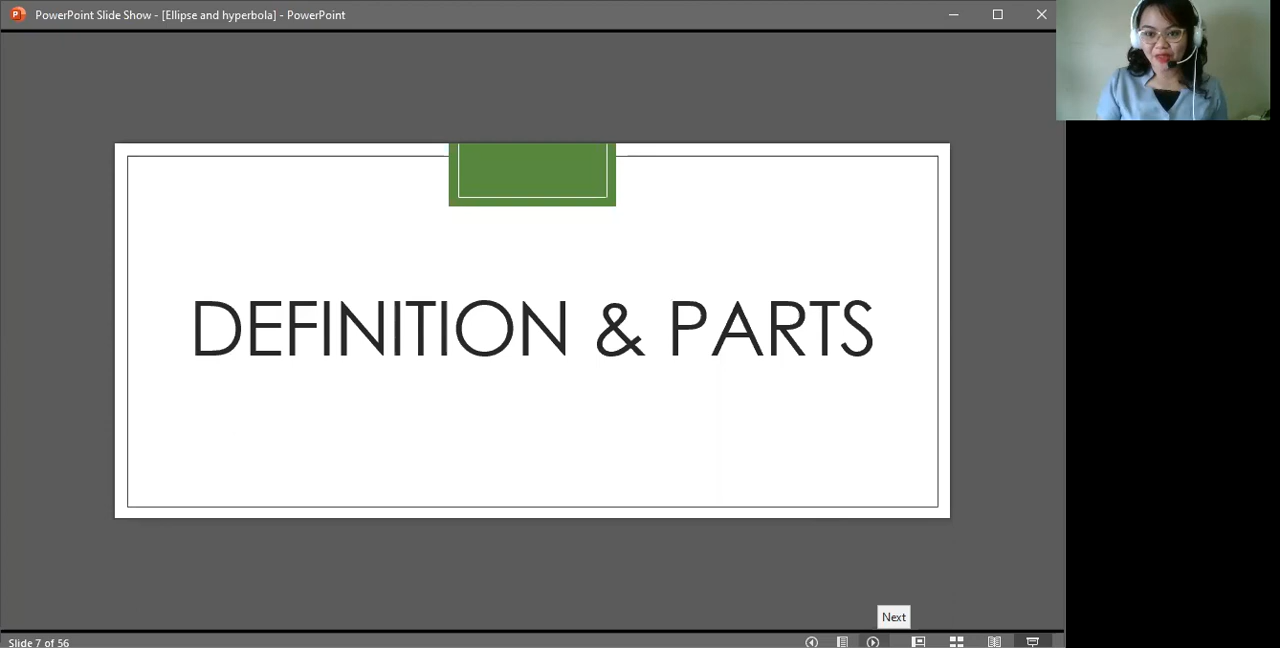 PowerPoint Slide Show - [Ellipse and hyperbola] - PowerPoint
DEFINITION & PARTS
Next
Slide 7 of 56